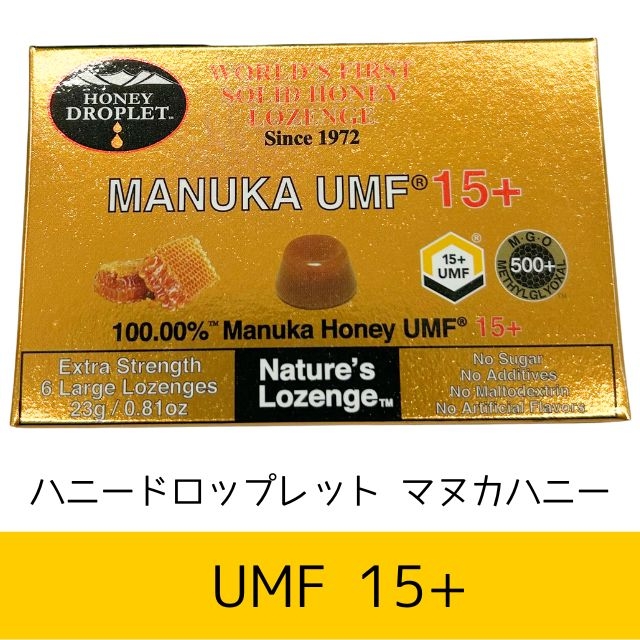 HONEY
DROPLET™
WORLD'S FIRST
SOLID HONEY
LOZENGE
Since 1972
MANUKA UMF® 15+
15+
UMF
®
M·G·O
500+
METHYLGLYOXAL
™
100.00%™ Manuka Honey UMF® 15+
Extra Strength
6 Large Lozenges
23g / 0.81oz
Nature's
Lozenge™
No Sugar
No Additives
No Maltodextrin
No Artificial Flavors
ハニードロップレット マヌカハニー
UMF 15+